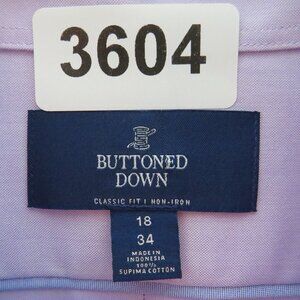 3604
BUTTONED
DOWN
CLASSIC FIT | NON-IRON
18
34
MADE IN
INDONESIA
100%
SUPIMA COTTON